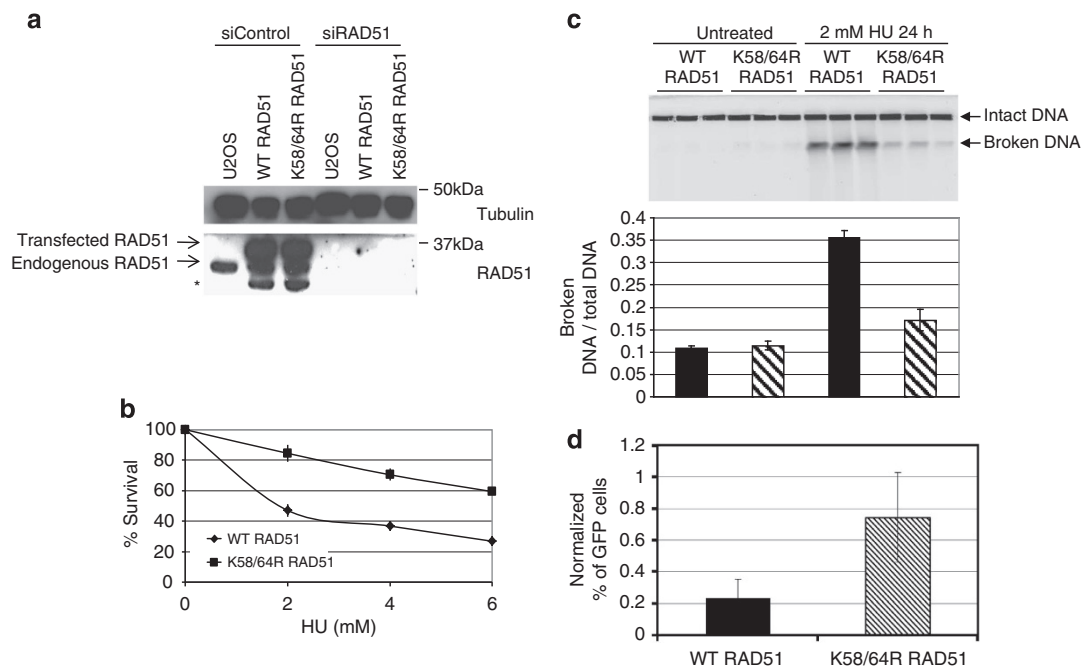 a
siControl
siRAD51
U2OS
WT RAD51
K58/64R RAD51
U2OS
WT RAD51
K58/64R RAD51
50kDa
Tubulin
Transfected RAD51
37kDa
Endogenous RAD51
RAD51
*
b
100
80
60
40
20
0
% Survival
WT RAD51
K58/64R RAD51
0
2
4
6
HU (mM)
c
Untreated
2 mM HU 24 h
WT
RAD51
K58/64R
RAD51
WT
RAD51
K58/64R
RAD51
Intact DNA
Broken DNA
0.4
0.35
0.3
0.25
0.2
0.15
0.1
0.05
0
Broken
DNA / total DNA
d
1.2
1
0.8
0.6
0.4
0.2
0
Normalized
% of GFP cells
WT RAD51
K58/64R RAD51